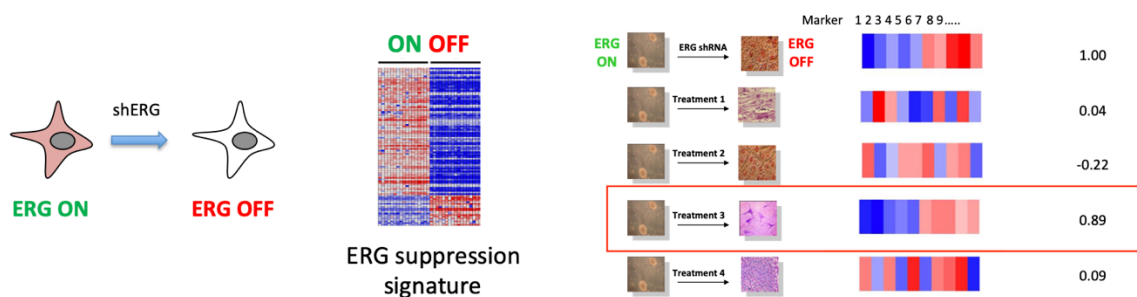 shERG
ERG ON
ERG OFF
ON OFF
ERG suppression
signature
Marker 1 2 3 4 5 6 7 8 9.....
ERG
ON
ERG shRNA
ERG
OFF
1.00
Treatment 1
0.04
Treatment 2
-0.22
Treatment 3
0.89
Treatment 4
0.09